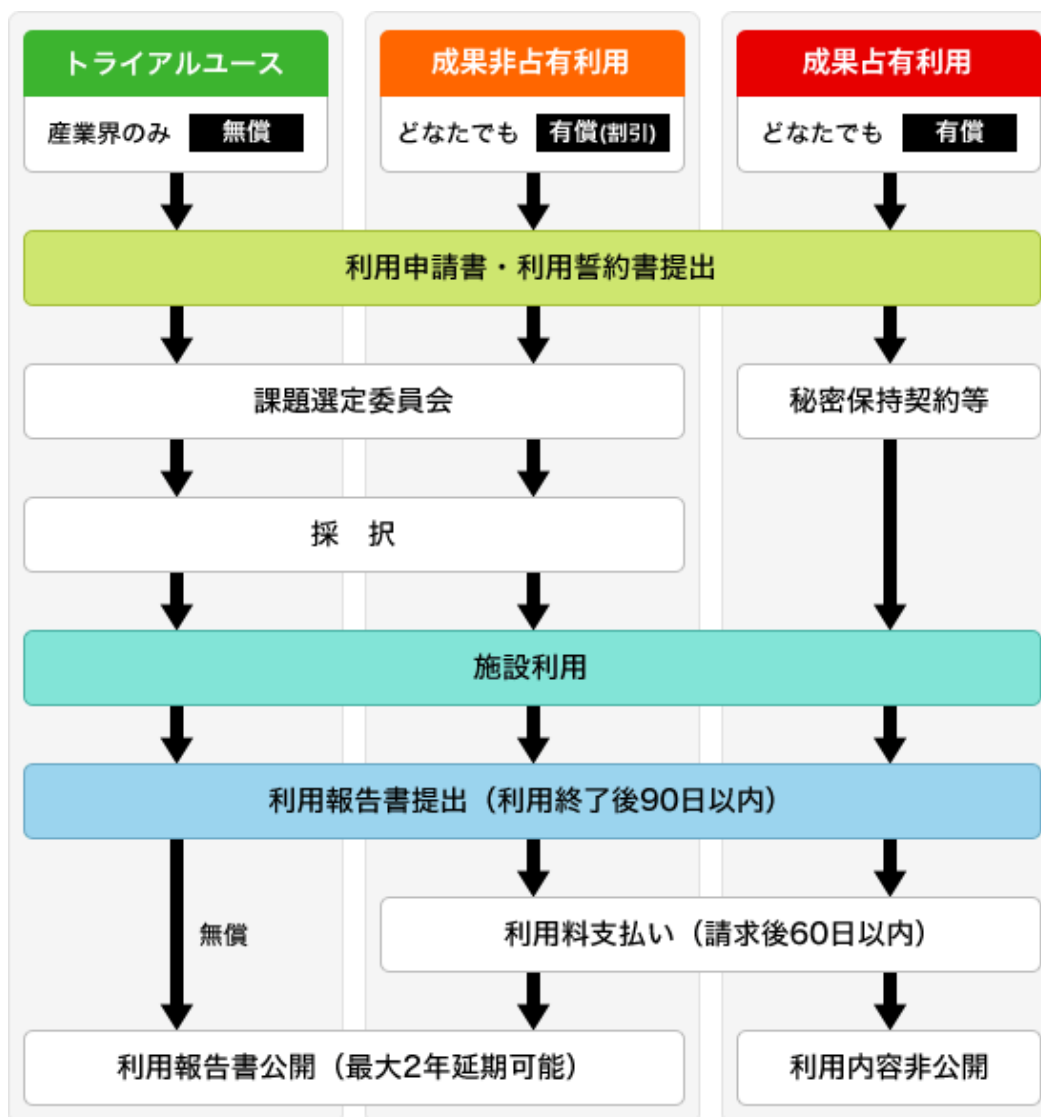 トライアルユース
成果非占有利用
成果占有利用
産業界のみ 無償
どなたでも 有償(割引)
どなたでも 有償
利用申請書・利用誓約書提出
課題選定委員会
秘密保持契約等
採　択
施設利用
利用報告書提出（利用終了後90日以内）
無償
利用料支払い（請求後60日以内）
利用報告書公開（最大2年延期可能）
利用内容非公開